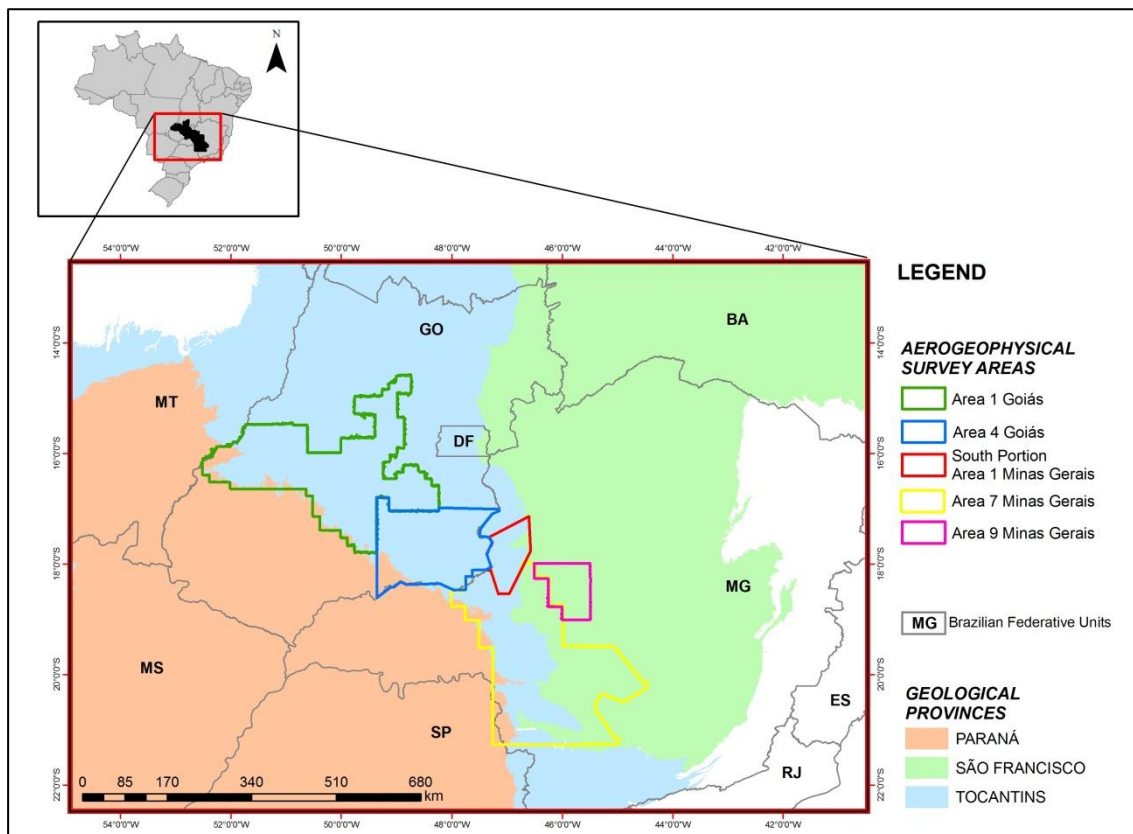 N
54°0'0"W 52°0'0"W 50°0'0"W 48°0'0"W 46°0'0"W 44°0'0"W 42°0'0"W
14°0'0"S
16°0'0"S
18°0'0"S
20°0'0"S
22°0'0"S
GO
BA
MT
DF
MG
MS
SP
ES
RJ
0 85 170 340 510 680
km
54°0'0"W 52°0'0"W 50°0'0"W 48°0'0"W 46°0'0"W 44°0'0"W 42°0'0"W
14°0'0"S
16°0'0"S
18°0'0"S
20°0'0"S
22°0'0"S
LEGEND
AEROGEOPHYSICAL
SURVEY AREAS
Area 1 Goiás
Area 4 Goiás
South Portion
Area 1 Minas Gerais
Area 7 Minas Gerais
Area 9 Minas Gerais
MG Brazilian Federative Units
GEOLOGICAL
PROVINCES
PARANÁ
SÃO FRANCISCO
TOCANTINS